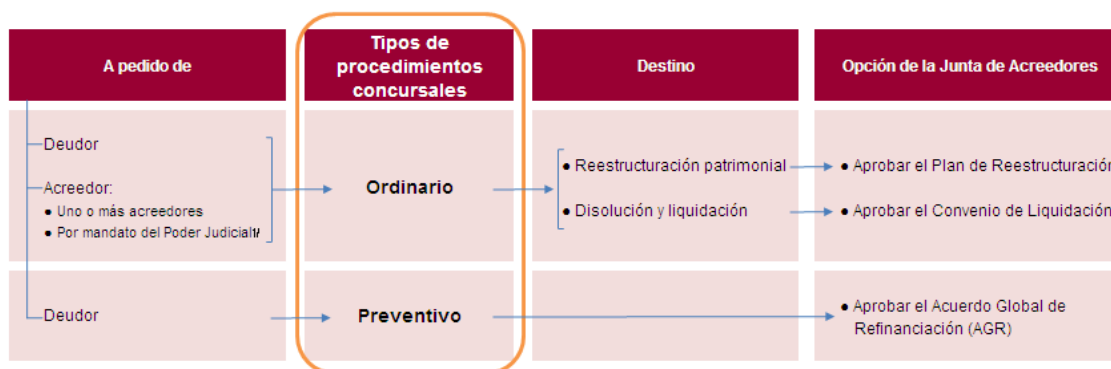 A pedido de
Tipos de
procedimientos
concursales
Destino
Opción de la Junta de Acreedores
Deudor
Acreedor:
● Uno o más acreedores
● Por mandato del Poder Judicial1/
Ordinario
● Reestructuración patrimonial
● Disolución y liquidación
● Aprobar el Plan de Reestructuración
● Aprobar el Convenio de Liquidación
Deudor
Preventivo
● Aprobar el Acuerdo Global de
Refinanciación (AGR)